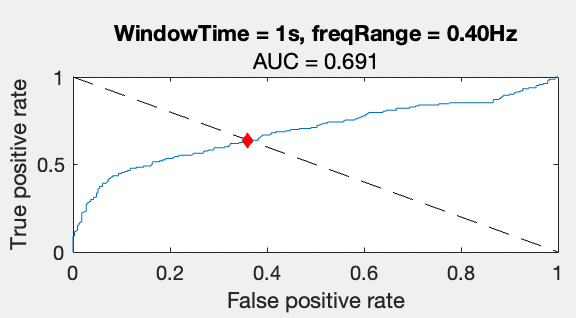 WindowTime = 1s, freqRange = 0.40Hz
AUC = 0.691
1
0.5
0
True positive rate
0 0.2 0.4 0.6 0.8 1
False positive rate